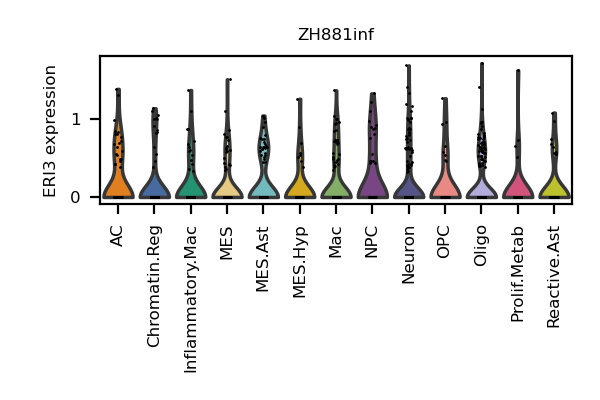 ZH881inf
ERI3 expression
1
0
AC
Chromatin.Reg
Inflammatory.Mac
MES
MES.Ast
MES.Hyp
Mac
NPC
Neuron
OPC
Oligo
Prolif.Metab
Reactive.Ast